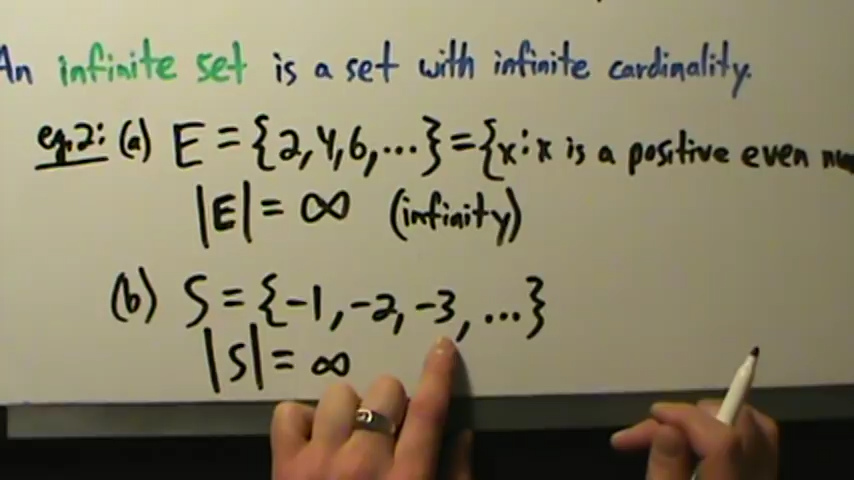 An infinite set is a set with infinite cardinality.
eg.2: (a) E = {2, 4, 6, ...} = {x : x is a positive even
|E| = ∞ (infinity)
(b) S = {-1, -2, -3, ...}
|S| = ∞